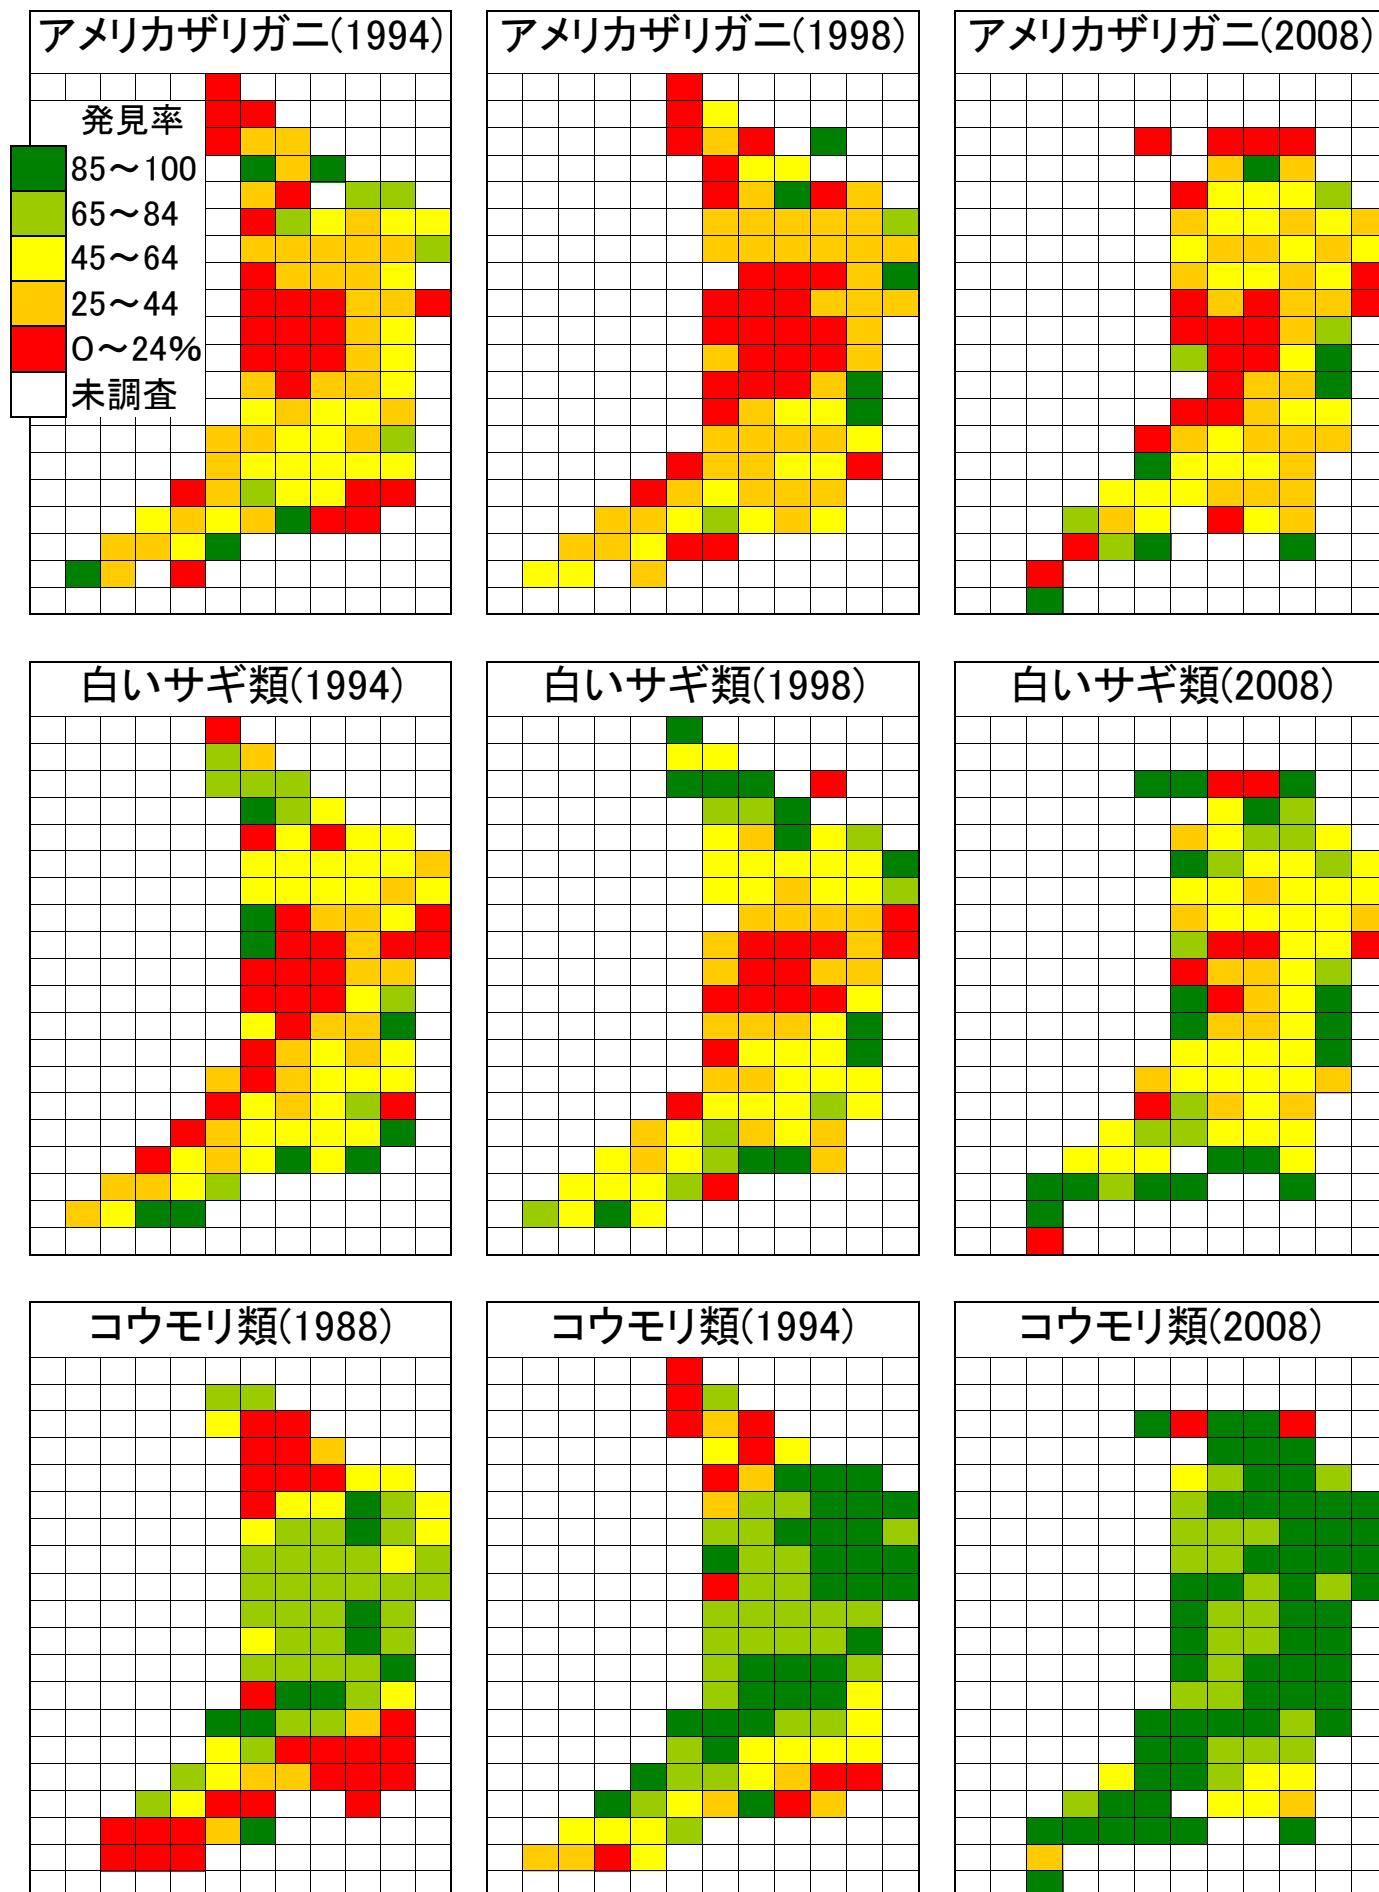 アメリカザリガニ(1994)
アメリカザリガニ(1998)
アメリカザリガニ(2008)
発見率
85～100
65～84
45～64
25～44
0～24%
未調査
白いサギ類(1994)
白いサギ類(1998)
白いサギ類(2008)
コウモリ類(1988)
コウモリ類(1994)
コウモリ類(2008)